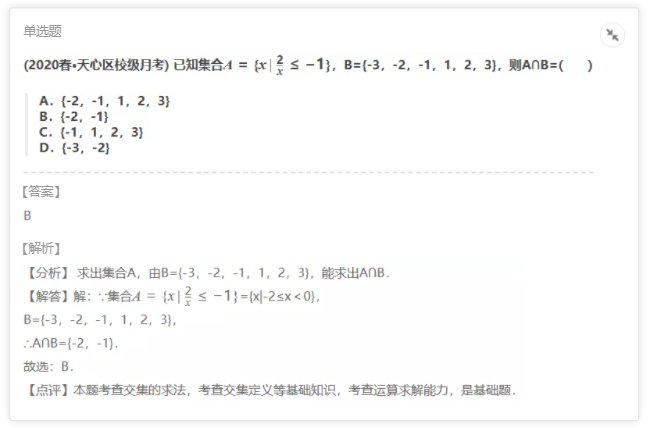 单选题
(2020春•天心区校级月考) 已知集合A = {x | 2/x ≤ −1}，B={-3，-2，-1，1，2，3}，则A∩B=(　　)
A．{-2，-1，1，2，3}
B．{-2，-1}
C．{-1，1，2，3}
D．{-3，-2}
【答案】
B
【解析】
【分析】 求出集合A，由B={-3，-2，-1，1，2，3}，能求出A∩B．
【解答】解：∵集合A = {x | 2/x ≤ −1}={x|-2≤x＜0}，
B={-3，-2，-1，1，2，3}，
∴A∩B={-2，-1}．
故选：B．
【点评】本题考查交集的求法，考查交集定义等基础知识，考查运算求解能力，是基础题．